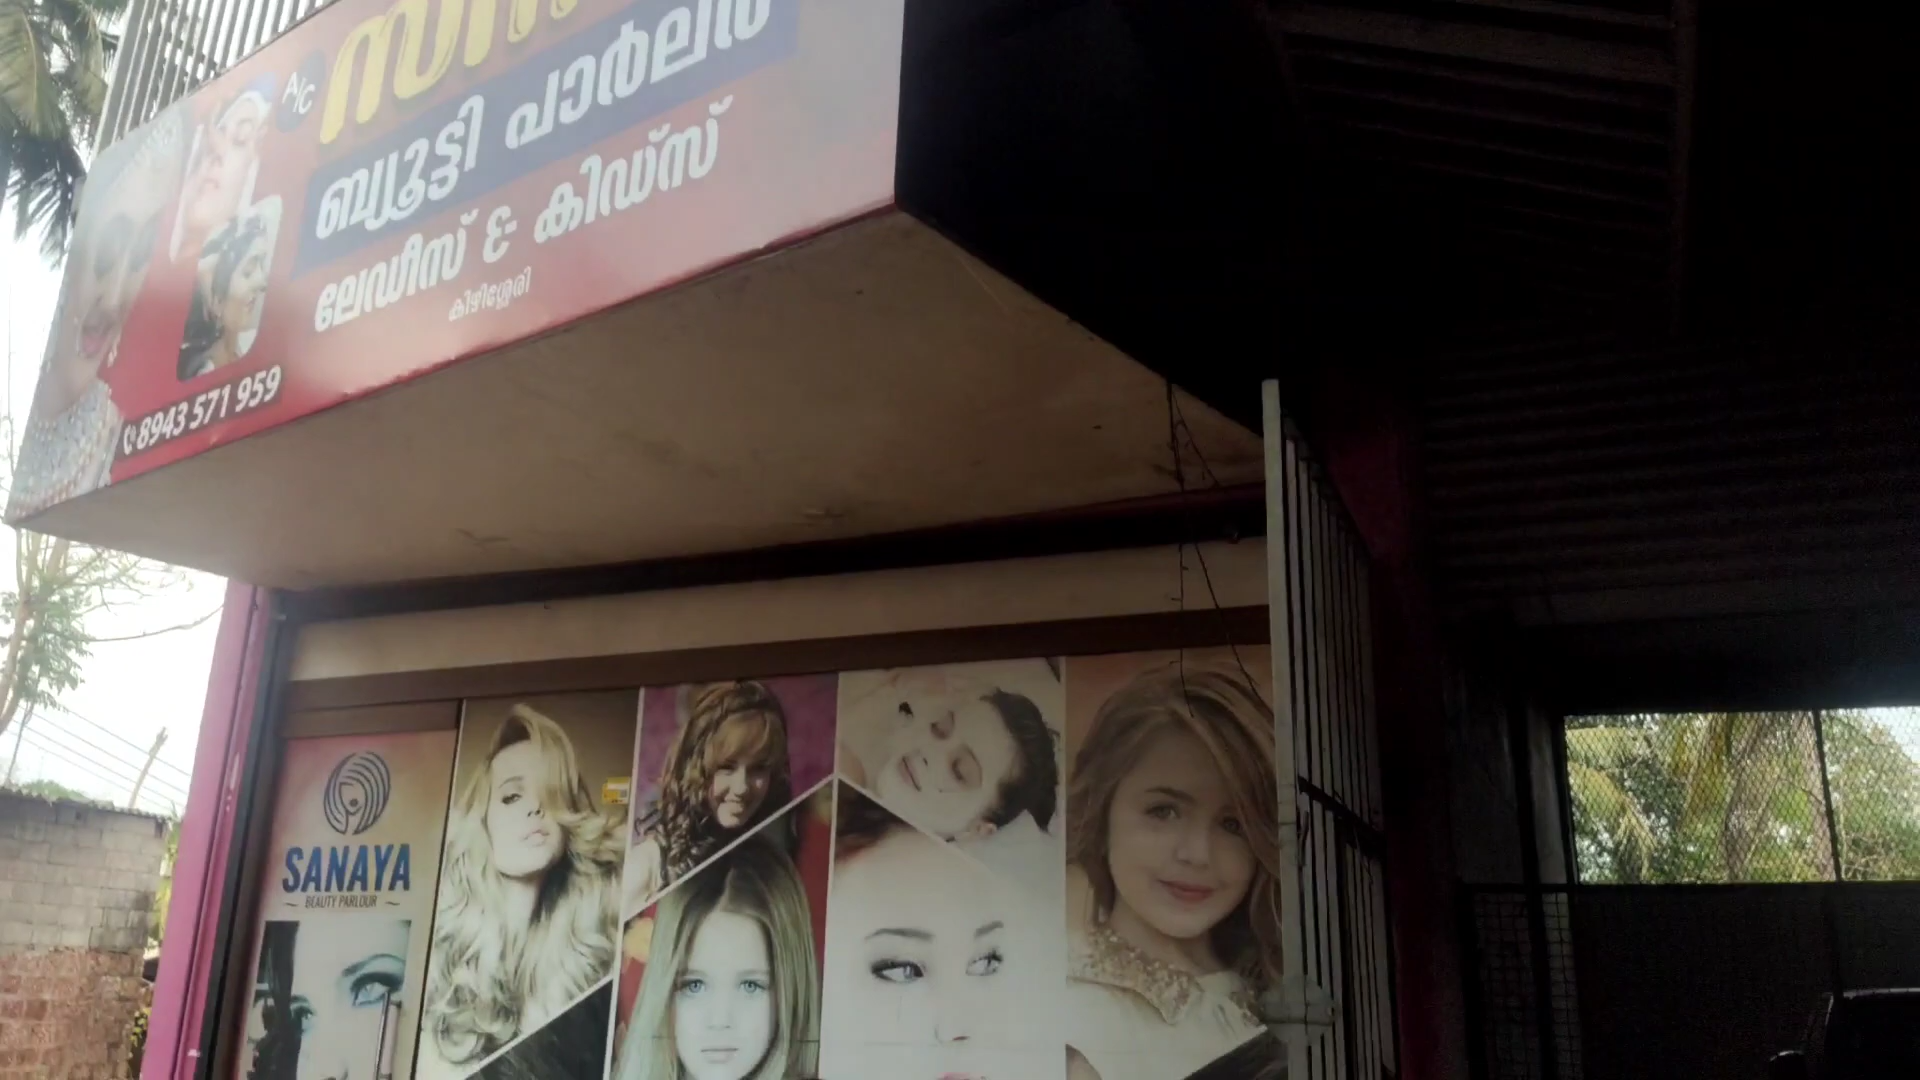 A/C
ബ്യൂട്ടി പാർലർ
ലേഡീസ് & കിഡ്സ്
കിഴിശ്ശേരി
8943 571 959
SANAYA
BEAUTY PARLOUR